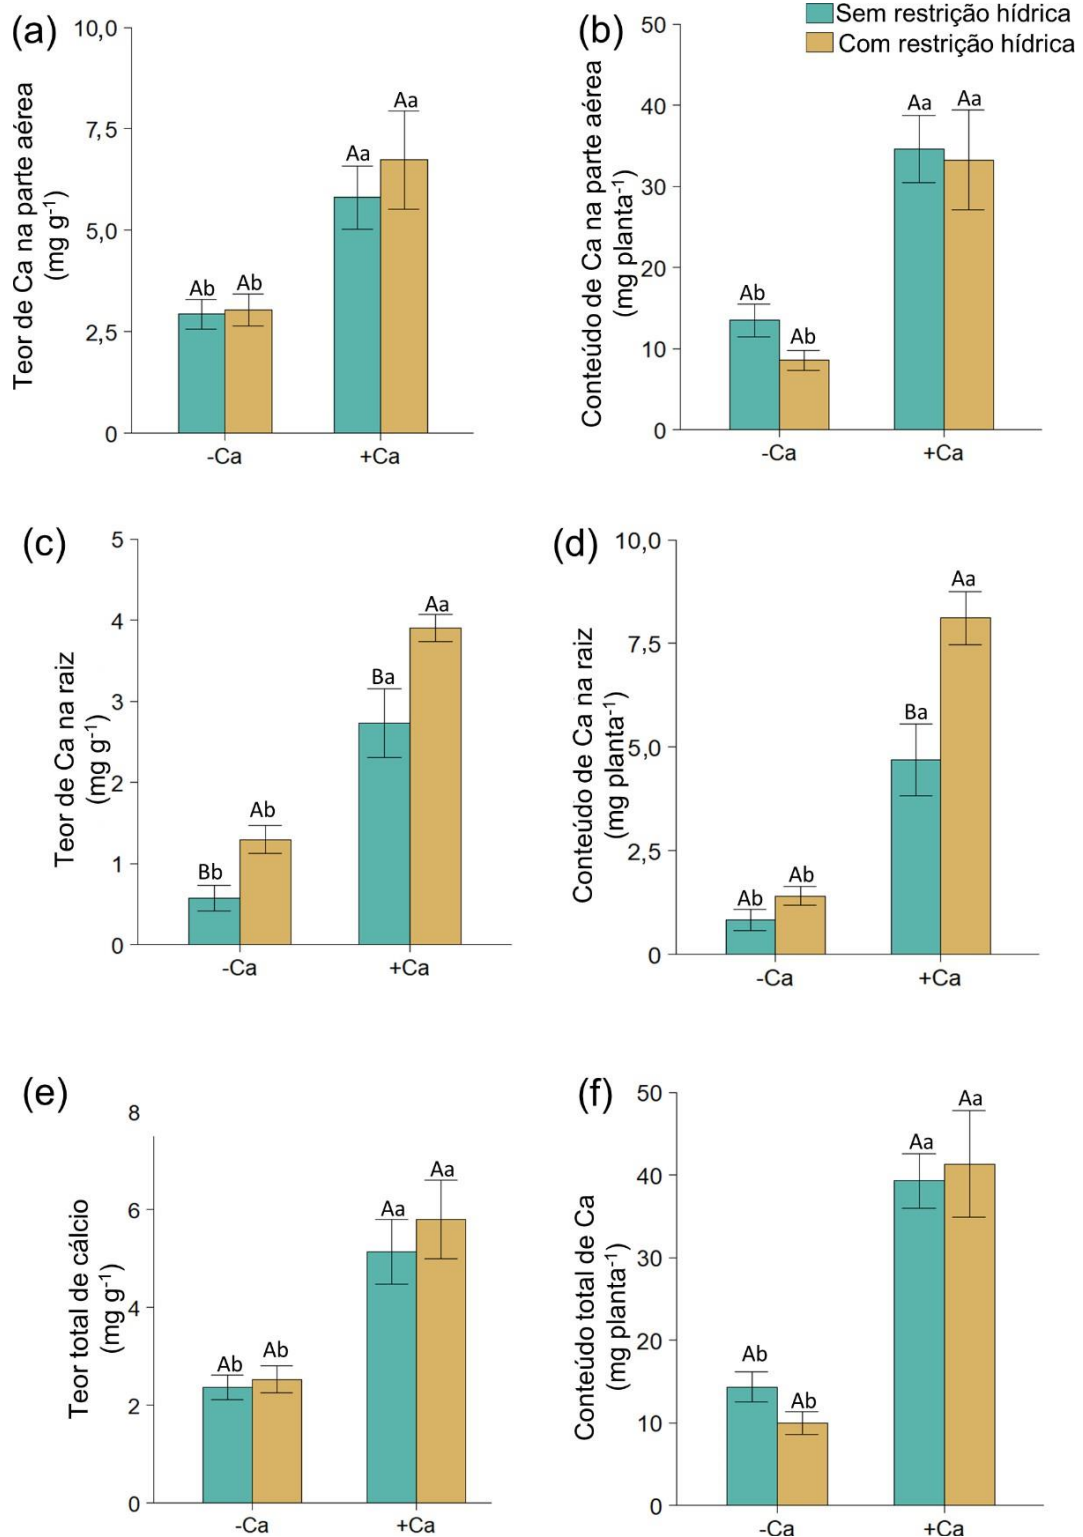 (a)
10,0
7,5
5,0
2,5
0
Teor de Ca na parte aérea
(mg g-1)
Ab
Ab
Aa
Aa
-Ca
+Ca
(b)
Sem restrição hídrica
Com restrição hídrica
50
40
30
20
10
0
Conteúdo de Ca na parte aérea
(mg planta-1)
Ab
Ab
Aa
Aa
-Ca
+Ca
(c)
5
4
3
2
1
0
Teor de Ca na raiz
(mg g-1)
Bb
Ab
Ba
Aa
-Ca
+Ca
(d)
10,0
7,5
5,0
2,5
0
Conteúdo de Ca na raiz
(mg planta-1)
Ab
Ab
Ba
Aa
-Ca
+Ca
(e)
8
6
4
2
0
Teor total de cálcio
(mg g-1)
Ab
Ab
Aa
Aa
-Ca
+Ca
(f)
50
40
30
20
10
0
Conteúdo total de Ca
(mg planta-1)
Ab
Ab
Aa
Aa
-Ca
+Ca